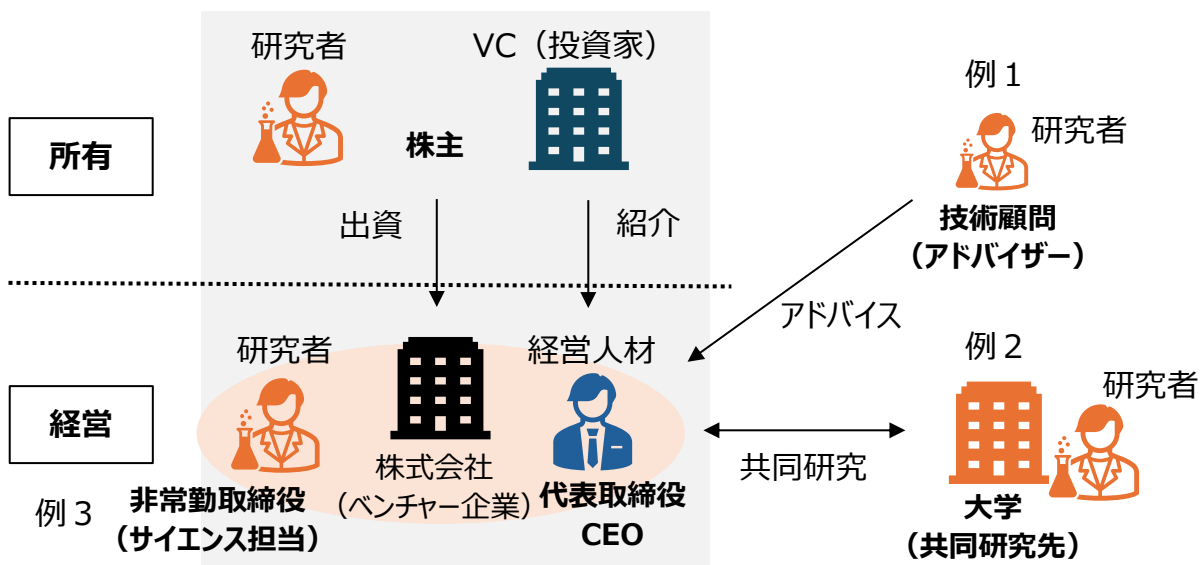 研究者
VC（投資家）
例１
研究者
所有
株主
技術顧問
（アドバイザー）
出資
紹介
アドバイス
例２
研究者
経営人材
研究者
経営
共同研究
株式会社
（ベンチャー企業）
例３
非常勤取締役
（サイエンス担当）
代表取締役
CEO
大学
（共同研究先）